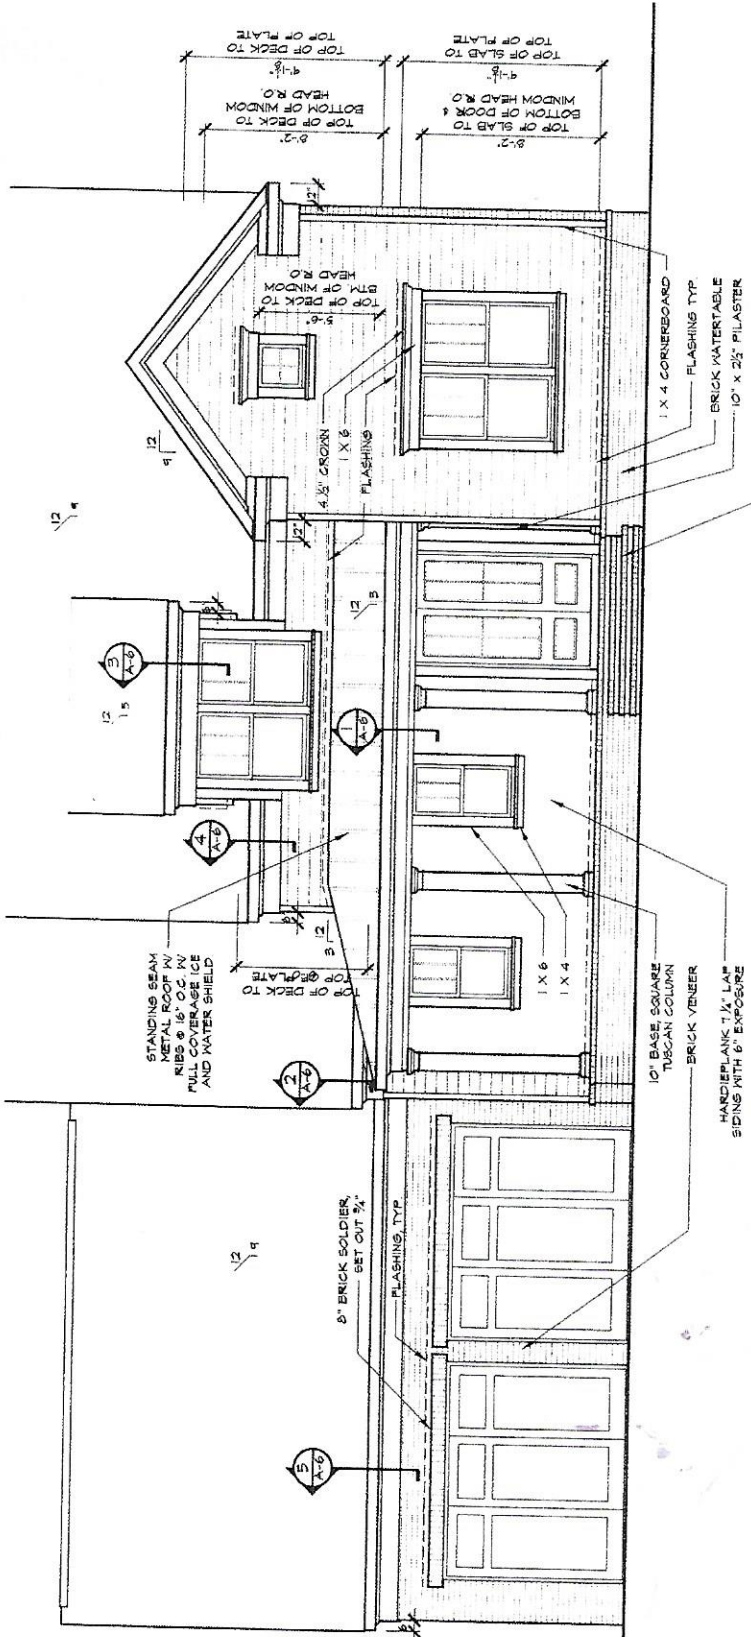 12
9
5
A-6
8" BRICK SOLDIER,
SET OUT 3/4"
FLASHING, TYP.
2
A-6
STANDING SEAM
METAL ROOF W/
RIBS @ 16" O.C. W/
FULL COVERAGE ICE
AND WATER SHIELD
TOP OF DECK TO
TOP OF PLATE
12
3
4
A-6
12
5
3
A-6
1
A-6
12
3
12
9
12
9
12"
12"
4 1/2" CROWN
1 X 6
FLASHING
5'-6"
TOP OF DECK TO
BTM. OF WINDOW
HEAD R.O.
8'-2"
TOP OF DECK TO
BOTTOM OF WINDOW
HEAD R.O.
9'-1 1/8"
TOP OF DECK TO
TOP OF PLATE
8'-2"
TOP OF SLAB TO
BOTTOM OF DOOR &
WINDOW HEAD R.O.
9'-1 1/8"
TOP OF SLAB TO
TOP OF PLATE
1 X 6
1 X 4
10" BASE, SQUARE
TUSCAN COLUMN
BRICK VENEER
HARDIEPLANK 7 1/4" LAP
SIDING WITH 6" EXPOSURE
1 X 4 CORNERBOARD
FLASHING TYP.
BRICK WATERTABLE
10" x 2 1/2" PILASTER